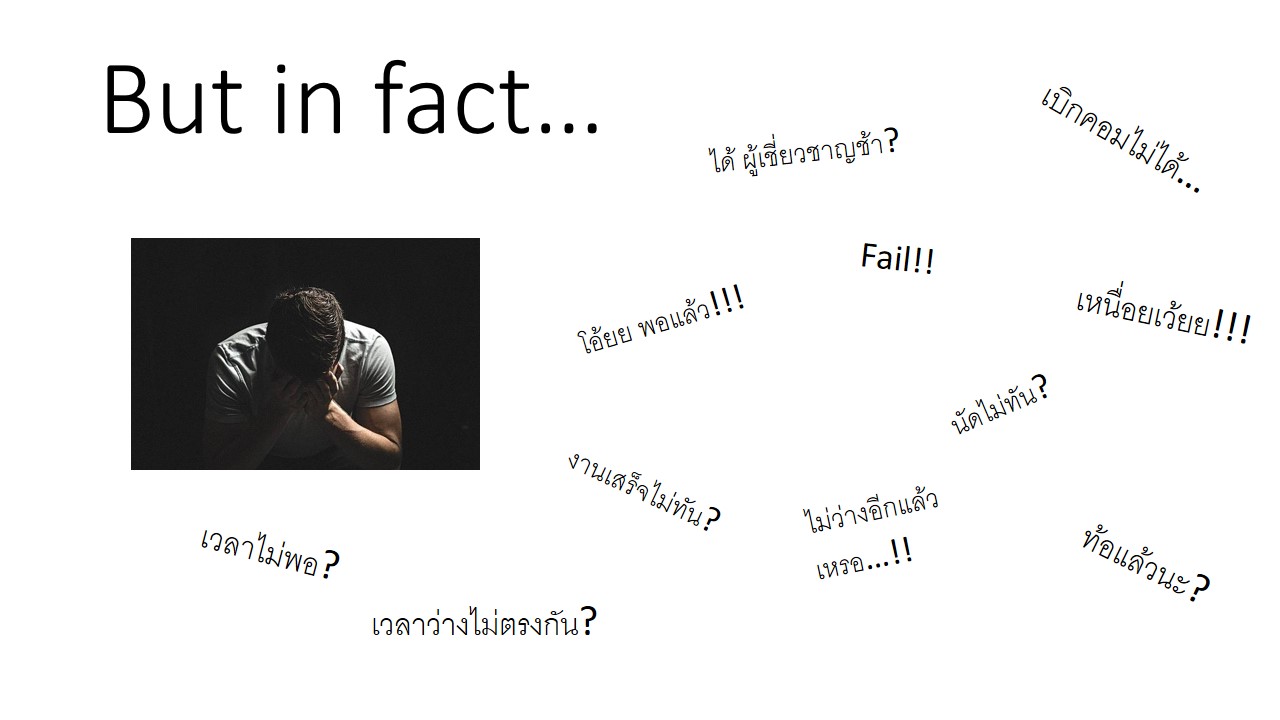 But in fact...
เบิกคอมไม่ได้...
ได้ ผู้เชี่ยวชาญช้า?
Fail!!
โอ้ยย พอแล้ว!!!
เหนื่อยเว้ยย!!!
นัดไม่ทัน?
งานเสร็จไม่ทัน?
ไม่ว่างอีกแล้ว
เหรอ...!!
เวลาไม่พอ?
ท้อแล้วนะ?
เวลาว่างไม่ตรงกัน?